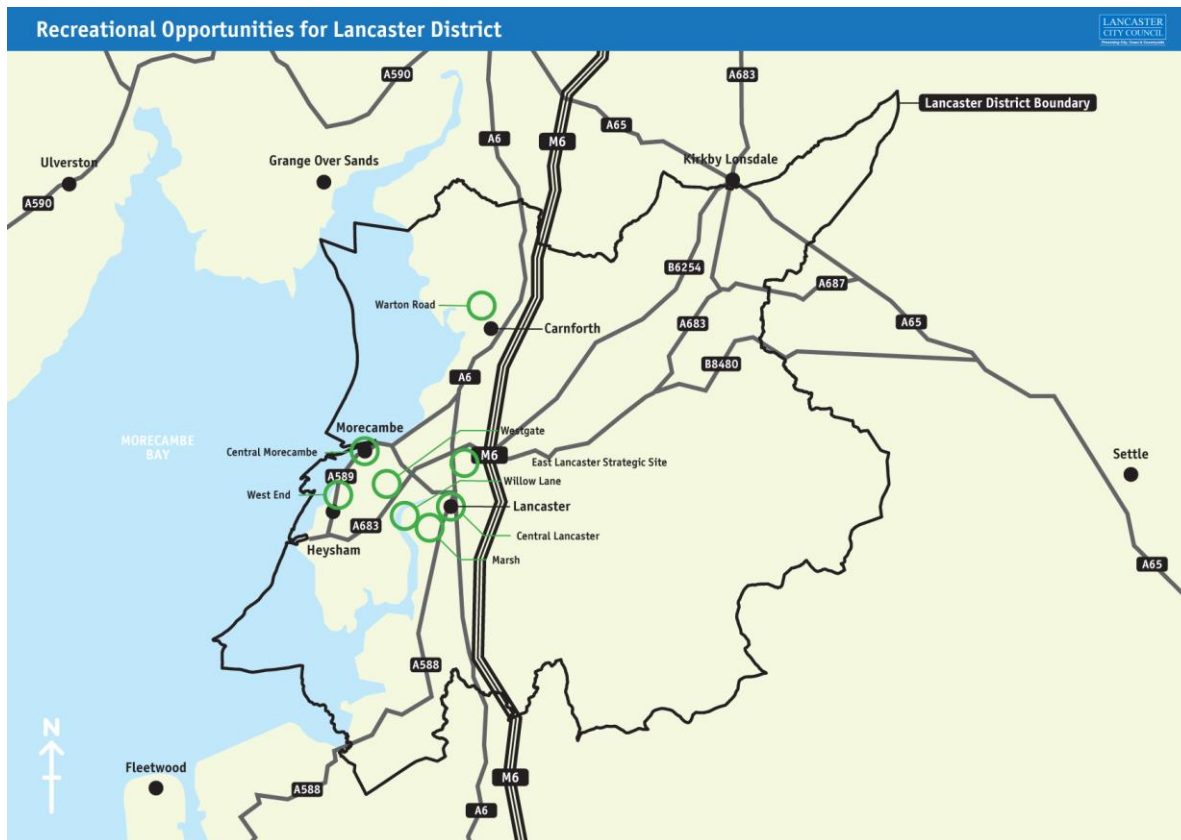 Recreational Opportunities for Lancaster District
LANCASTER
CITY COUNCIL
A590
A683
Lancaster District Boundary
A65
A6
M6
Ulverston
Grange Over Sands
Kirkby Lonsdale
A590
B6254
A687
Warton Road
A683
A65
Carnforth
B8480
A6
Morecambe
Westgate
MORECAMBE
BAY
Central Morecambe
M6
East Lancaster Strategic Site
Settle
A589
Willow Lane
West End
Lancaster
A683
Central Lancaster
Heysham
Marsh
A65
A588
N
Fleetwood
M6
A588
A6